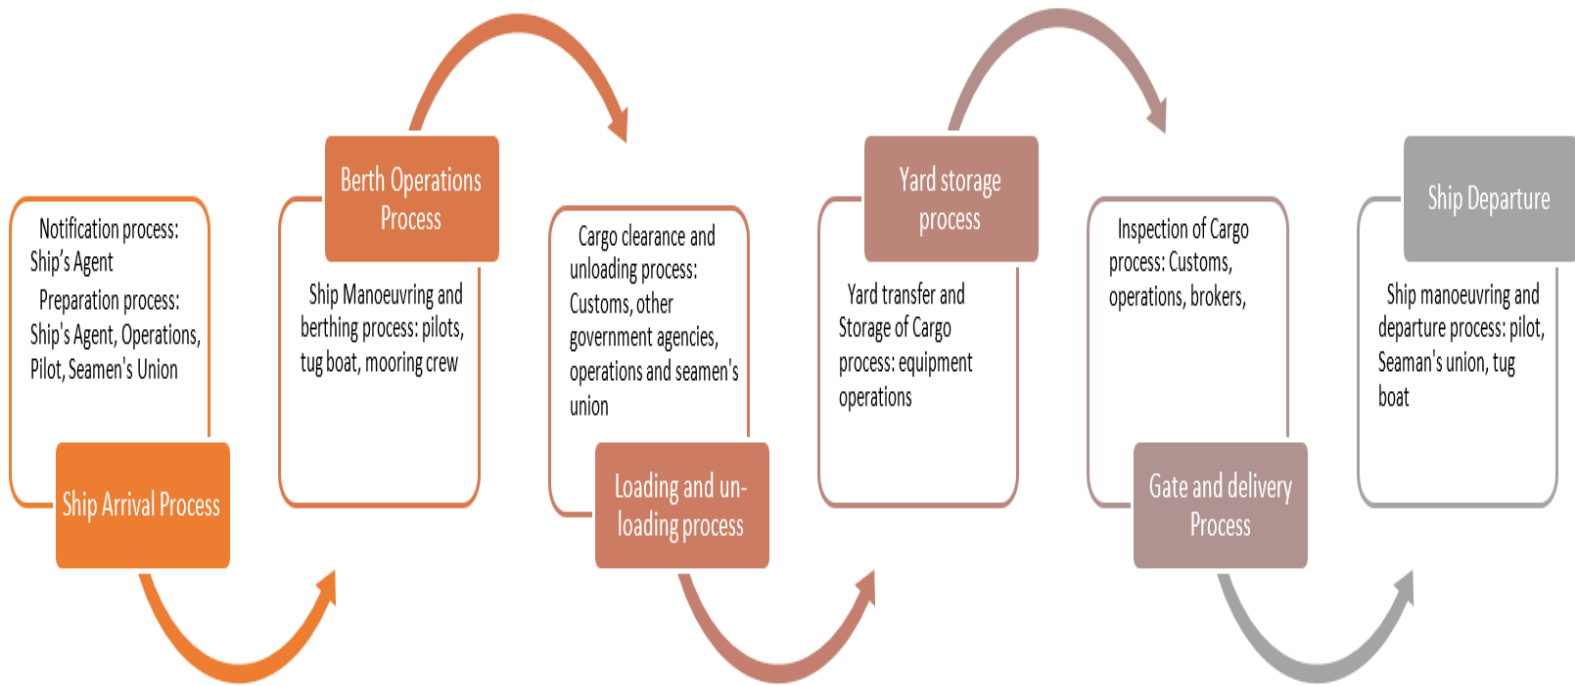 Notification process:
Ship's Agent
Preparation process:
Ship's Agent, Operations,
Pilot, Seamen's Union
Ship Arrival Process
Berth Operations
Process
Ship Manoeuvring and
berthing process: pilots,
tug boat, mooring crew
Cargo clearance and
unloading process:
Customs, other
government agencies,
operations and seamen's
union
Loading and un-
loading process
Yard storage
process
Yard transfer and
Storage of Cargo
process: equipment
operations
Inspection of Cargo
process: Customs,
operations, brokers,
Gate and delivery
Process
Ship Departure
Ship manoeuvring and
departure process: pilot,
Seaman's union, tug
boat